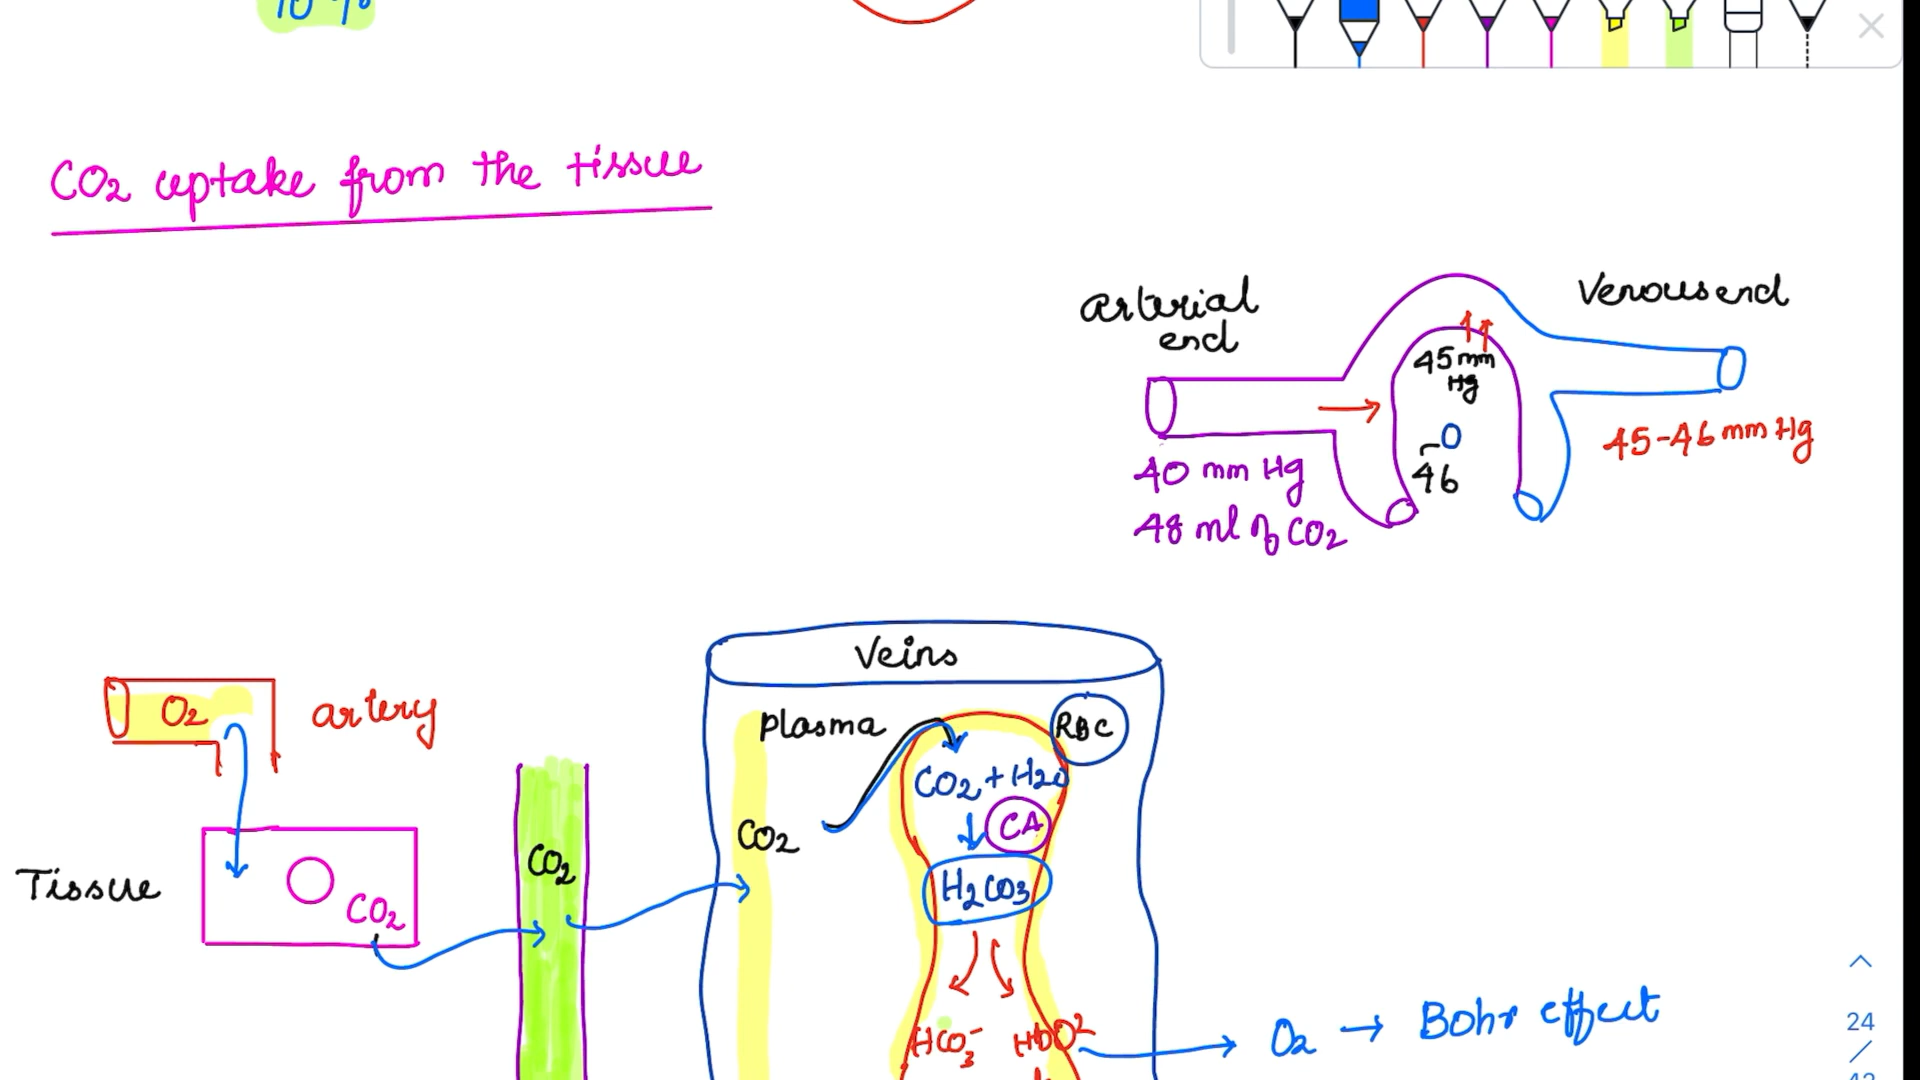 CO2 uptake from the tissue
arterial
end
Venous end
45 mm
Hg
46
40 mm Hg
48 ml of CO2
45-46 mm Hg
Veins
O2
artery
plasma
RBC
CO2 + H2O
CA
CO2
CO2
H2CO3
Tissue
CO2
HCO3-
HbO2
O2 → Bohr effect
24
/